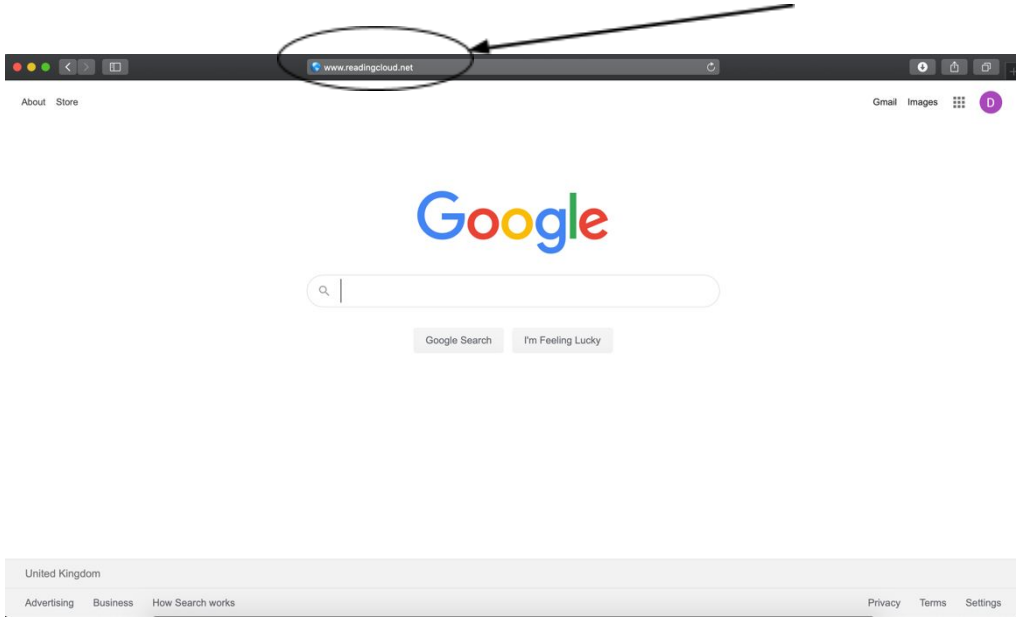 www.readingcloud.net
About Store
Gmail Images D
Google
Google Search I'm Feeling Lucky
United Kingdom
Advertising Business How Search works
Privacy Terms Settings